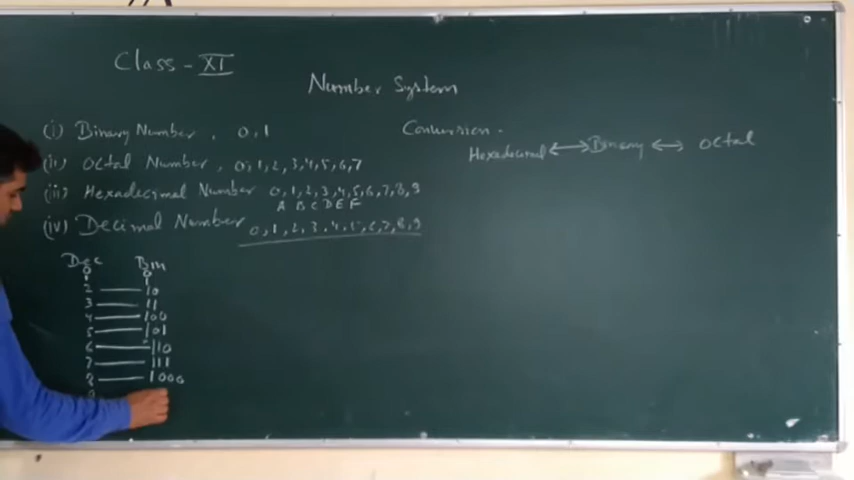 Class - XI
Number System
(i) Binary Number, 0,1
(ii) Octal Number, 0,1,2,3,4,5,6,7
(iii) Hexadecimal Number 0,1,2,3,4,5,6,7,8,9
A B C D E F
(iv) Decimal Number 0,1,2,3,4,5,6,7,8,9
Conversion.
Hexadecimal ⟷ Binary ⟷ Octal
Dec Bin
0 0
1 1
2 — 10
3 — 11
4 — 100
5 — 101
6 — 110
7 — 111
8 — 1000